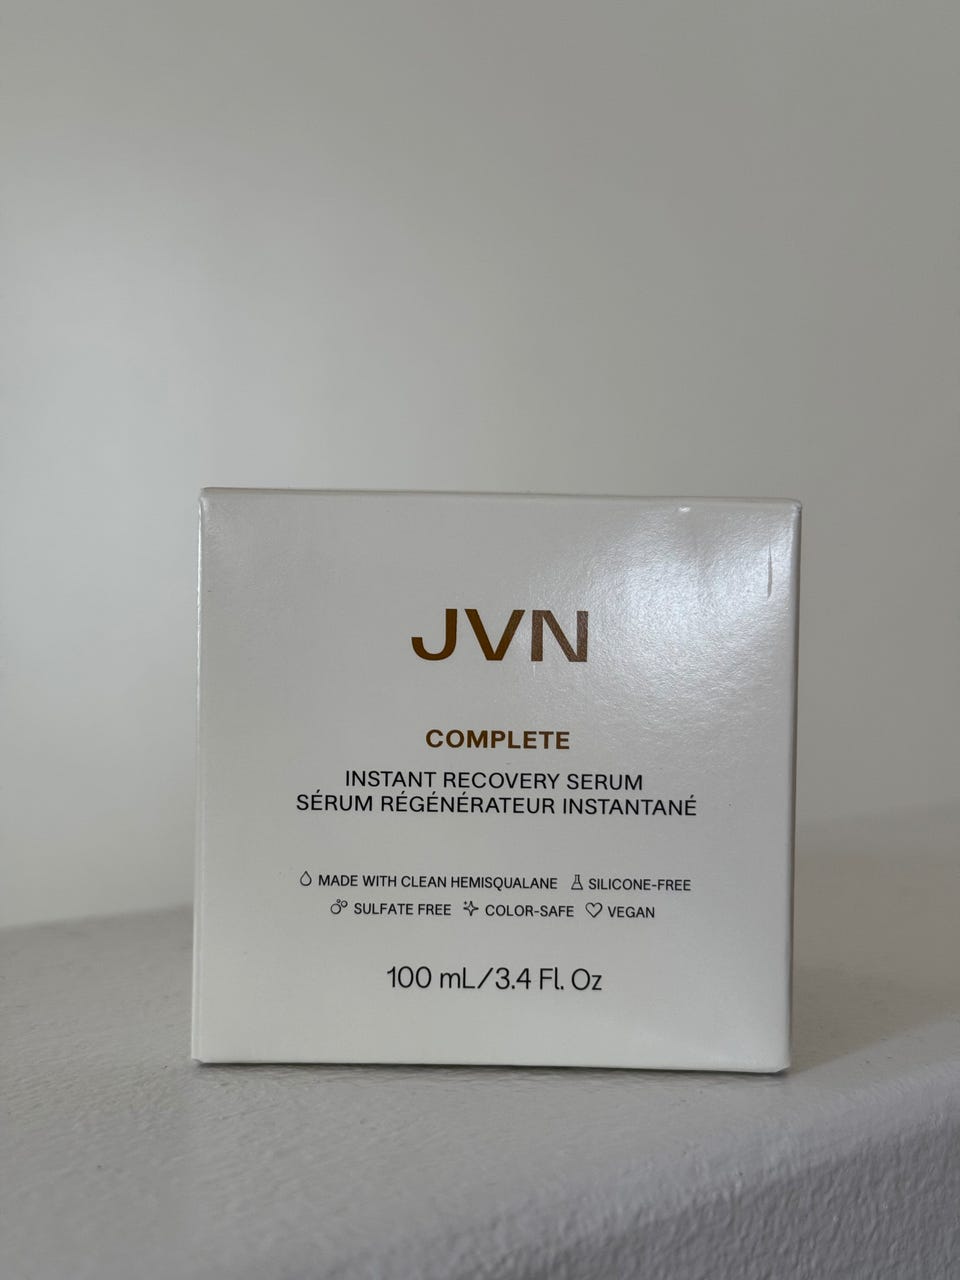 JVN
COMPLETE
INSTANT RECOVERY SERUM
SÉRUM RÉGÉNÉRATEUR INSTANTANÉ
MADE WITH CLEAN HEMISQUALANE SILICONE-FREE
SULFATE FREE COLOR-SAFE VEGAN
100 mL/3.4 Fl. Oz